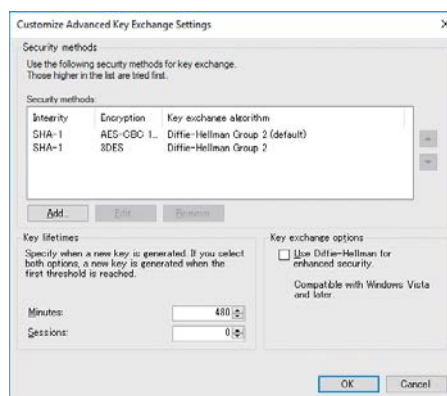 Customize Advanced Key Exchange Settings
Security methods
Use the following security methods for key exchange.
Those higher in the list are tried first.
Security methods:
Integrity Encryption Key exchange algorithm
SHA-1 AES-CBC 1... Diffie-Hellman Group 2 (default)
SHA-1 3DES Diffie-Hellman Group 2
Add... Edit Remove
Key lifetimes
Specify when a new key is generated. If you select
both options, a new key is generated when the
first threshold is reached.
Minutes: 480
Sessions: 0
Key exchange options
Use Diffie-Hellman for
enhanced security.
Compatible with Windows Vista
and later.
OK Cancel